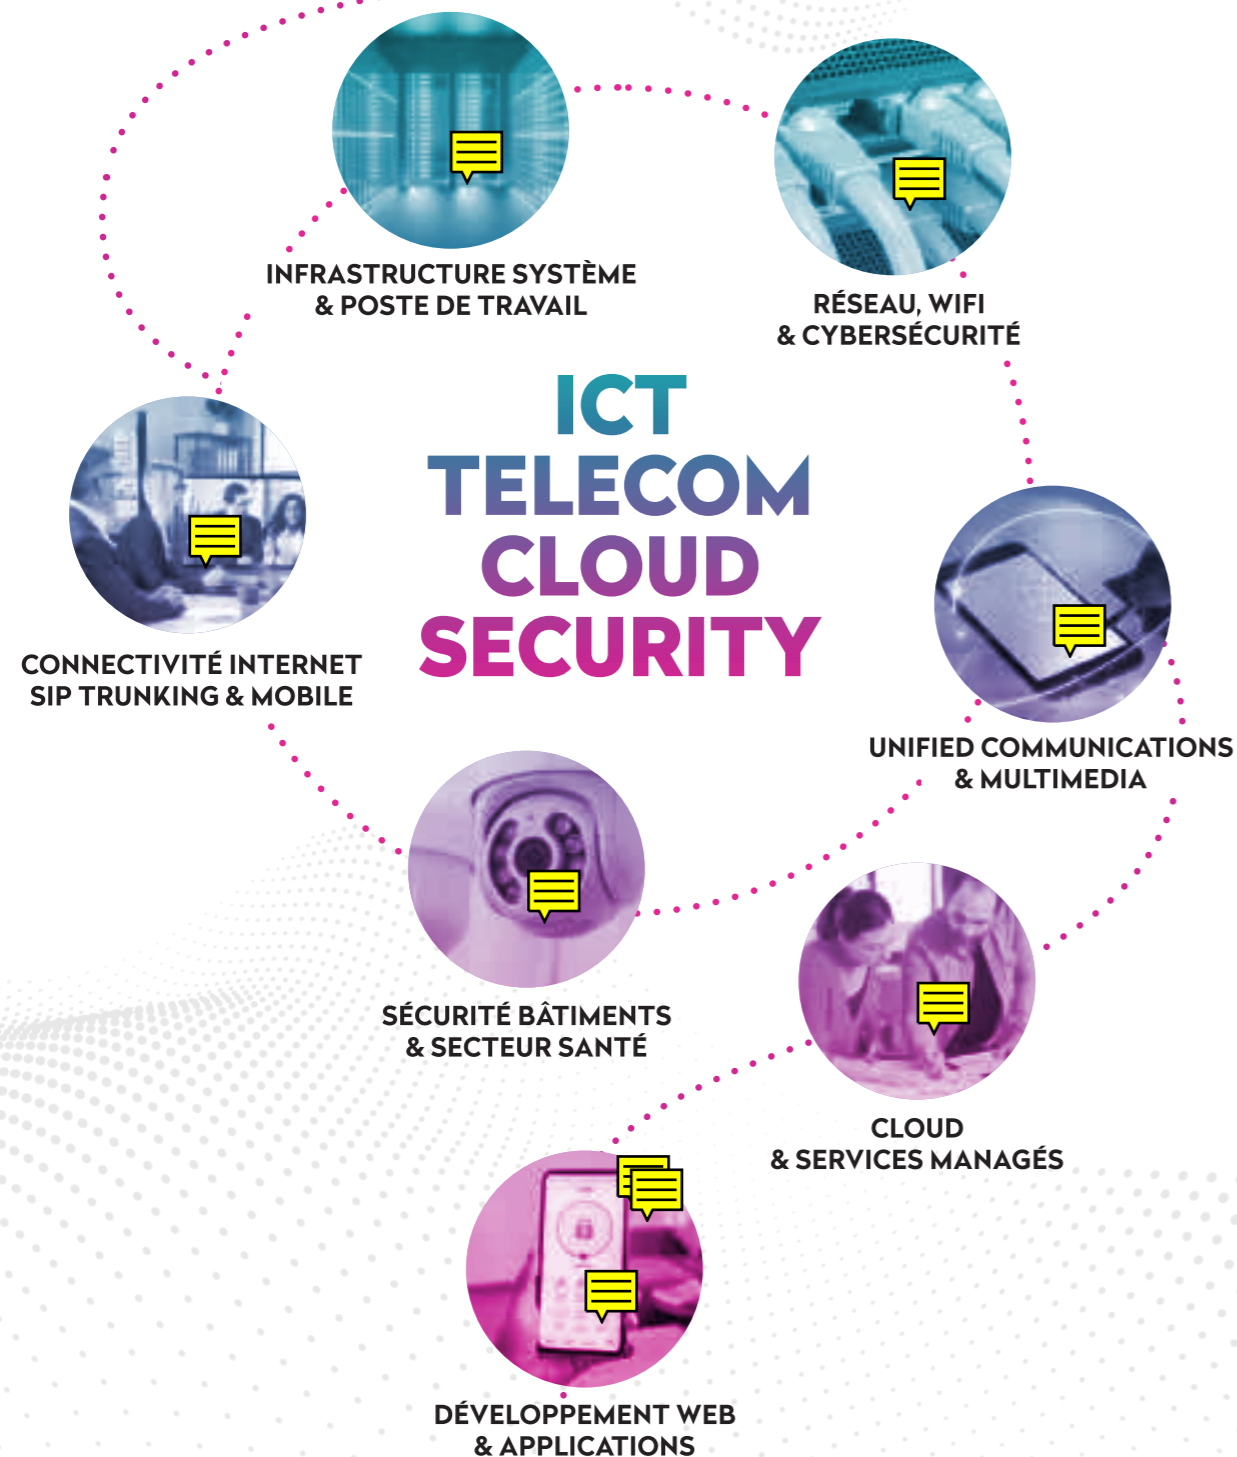 INFRASTRUCTURE SYSTÈME
& POSTE DE TRAVAIL
RÉSEAU, WIFI
& CYBERSÉCURITÉ
ICT
TELECOM
CLOUD
SECURITY
CONNECTIVITÉ INTERNET
SIP TRUNKING & MOBILE
UNIFIED COMMUNICATIONS
& MULTIMEDIA
SÉCURITÉ BÂTIMENTS
& SECTEUR SANTÉ
CLOUD
& SERVICES MANAGÉS
DÉVELOPPEMENT WEB
& APPLICATIONS